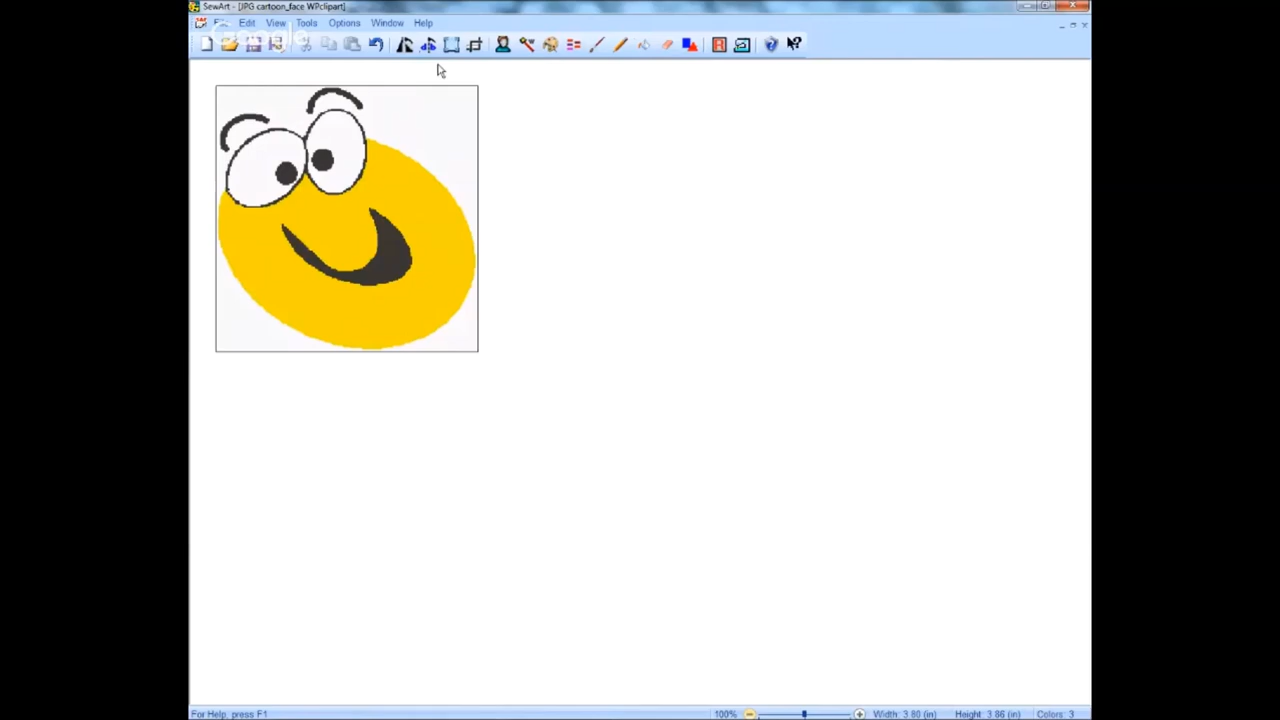 SewArt - [JPG cartoon_face WPclipart]
Edit View Tools Options Window Help
Google
For Help, press F1
100%
Width: 3.80 (in) Height: 3.86 (in) Colors: 3